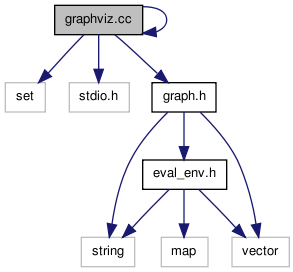 graphviz.cc
set
stdio.h
graph.h
eval_env.h
string
map
vector